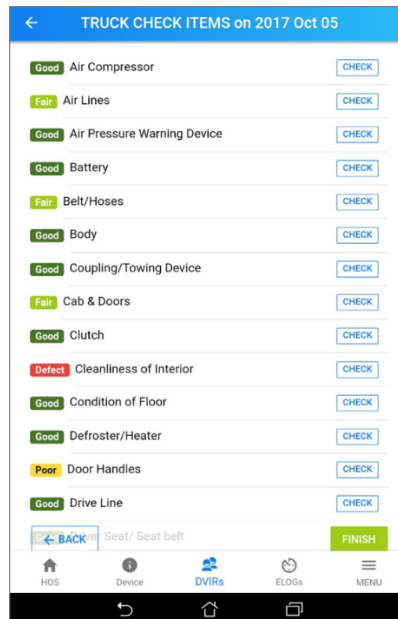 TRUCK CHECK ITEMS on 2017 Oct 05
Good Air Compressor CHECK
Fair Air Lines CHECK
Good Air Pressure Warning Device CHECK
Good Battery CHECK
Fair Belt/Hoses CHECK
Good Body CHECK
Good Coupling/Towing Device CHECK
Fair Cab & Doors CHECK
Good Clutch CHECK
Defect Cleanliness of Interior CHECK
Good Condition of Floor CHECK
Good Defroster/Heater CHECK
Poor Door Handles CHECK
Good Drive Line CHECK
Seat/ Seat belt
BACK FINISH
HOS Device DVIRs ELOGs MENU